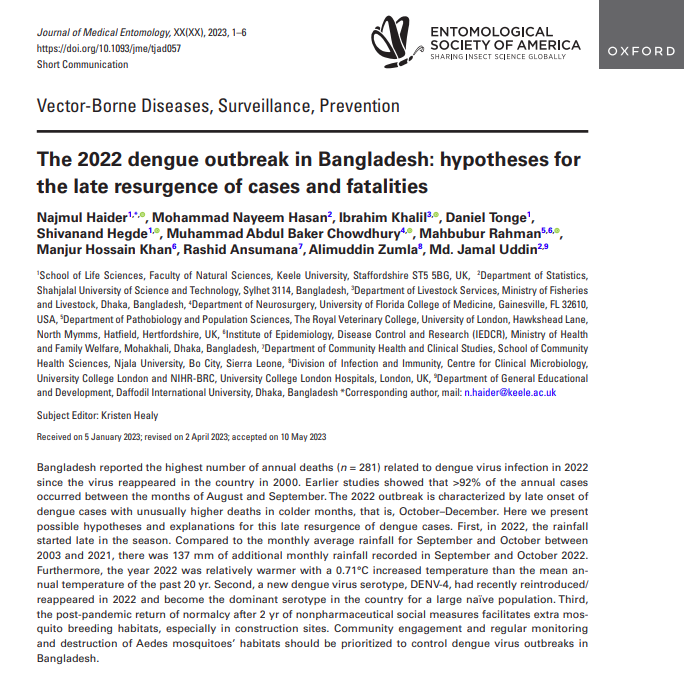 Journal of Medical Entomology, XX(XX), 2023, 1–6
https://doi.org/10.1093/jme/tjad057
Short Communication
ENTOMOLOGICAL
SOCIETY OF AMERICA
SHARING INSECT SCIENCE GLOBALLY
OXFORD
Vector-Borne Diseases, Surveillance, Prevention
The 2022 dengue outbreak in Bangladesh: hypotheses for
the late resurgence of cases and fatalities
Najmul Haider1,*, Mohammad Nayeem Hasan2, Ibrahim Khalil3, Daniel Tonge1,
Shivanand Hegde1, Muhammad Abdul Baker Chowdhury4, Mahbubur Rahman5,6,
Manjur Hossain Khan6, Rashid Ansumana7, Alimuddin Zumla8, Md. Jamal Uddin2,9
1School of Life Sciences, Faculty of Natural Sciences, Keele University, Staffordshire ST5 5BG, UK, 2Department of Statistics,
Shahjalal University of Science and Technology, Sylhet 3114, Bangladesh, 3Department of Livestock Services, Ministry of Fisheries
and Livestock, Dhaka, Bangladesh, 4Department of Neurosurgery, University of Florida College of Medicine, Gainesville, FL 32610,
USA, 5Department of Pathobiology and Population Sciences, The Royal Veterinary College, University of London, Hawkshead Lane,
North Mymms, Hatfield, Hertfordshire, UK, 6Institute of Epidemiology, Disease Control and Research (IEDCR), Ministry of Health
and Family Welfare, Mohakhali, Dhaka, Bangladesh, 7Department of Community Health and Clinical Studies, School of Community
Health Sciences, Njala University, Bo City, Sierra Leone, 8Division of Infection and Immunity, Centre for Clinical Microbiology,
University College London and NIHR-BRC, University College London Hospitals, London, UK, 9Department of General Educational
and Development, Daffodil International University, Dhaka, Bangladesh *Corresponding author, mail: n.haider@keele.ac.uk
Subject Editor: Kristen Healy
Received on 5 January 2023; revised on 2 April 2023; accepted on 10 May 2023
Bangladesh reported the highest number of annual deaths (n = 281) related to dengue virus infection in 2022
since the virus reappeared in the country in 2000. Earlier studies showed that >92% of the annual cases
occurred between the months of August and September. The 2022 outbreak is characterized by late onset of
dengue cases with unusually higher deaths in colder months, that is, October–December. Here we present
possible hypotheses and explanations for this late resurgence of dengue cases. First, in 2022, the rainfall
started late in the season. Compared to the monthly average rainfall for September and October between
2003 and 2021, there was 137 mm of additional monthly rainfall recorded in September and October 2022.
Furthermore, the year 2022 was relatively warmer with a 0.71°C increased temperature than the mean an-
nual temperature of the past 20 yr. Second, a new dengue virus serotype, DENV-4, had recently reintroduced/
reappeared in 2022 and become the dominant serotype in the country for a large naïve population. Third,
the post-pandemic return of normalcy after 2 yr of nonpharmaceutical social measures facilitates extra mos-
quito breeding habitats, especially in construction sites. Community engagement and regular monitoring
and destruction of Aedes mosquitoes' habitats should be prioritized to control dengue virus outbreaks in
Bangladesh.